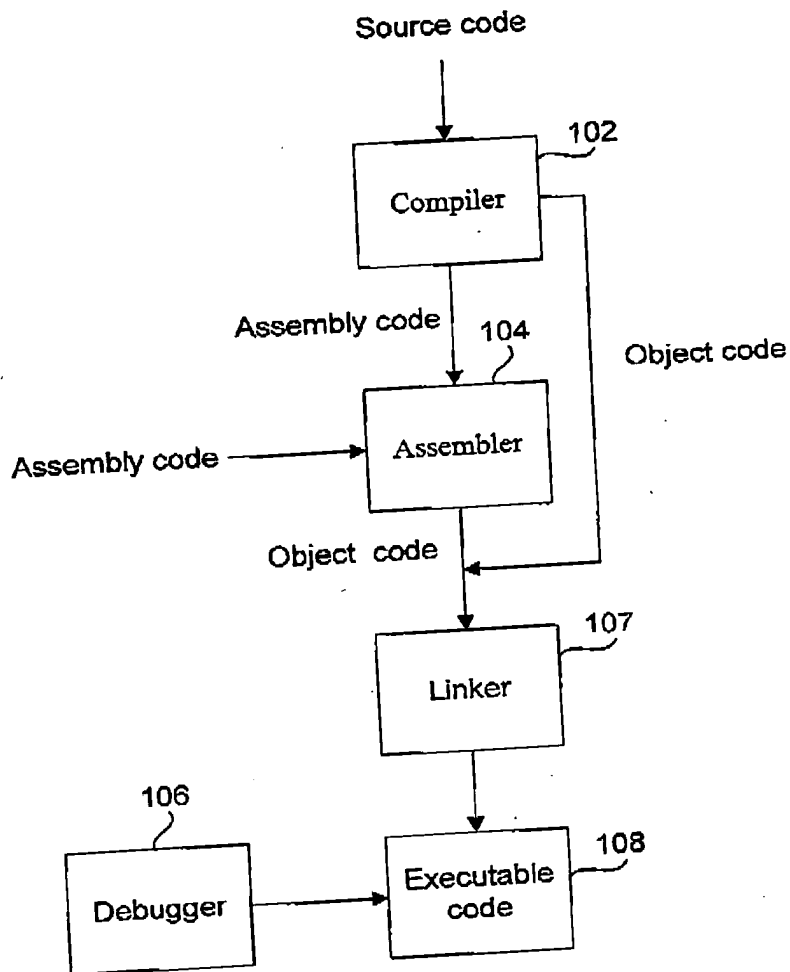 Source code
102
Compiler
Assembly code
104
Object code
Assembly code
Assembler
Object code
107
Linker
106
108
Debugger
Executable
code